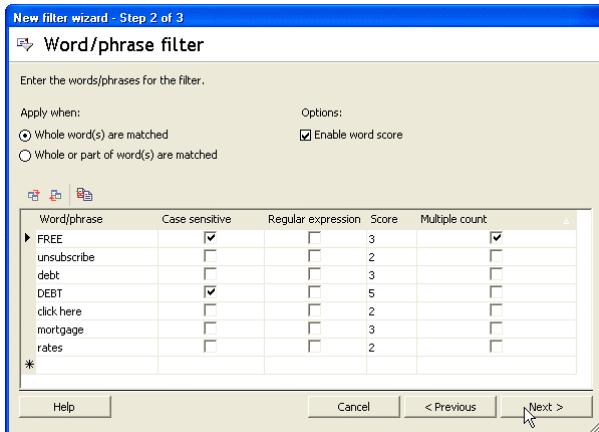 New filter wizard - Step 2 of 3
Word/phrase filter
Enter the words/phrases for the filter.
Apply when: Options:
Whole word(s) are matched Enable word score
Whole or part of word(s) are matched
Word/phrase Case sensitive Regular expression Score Multiple count
FREE 3
unsubscribe 2
debt 3
DEBT 5
click here 2
mortgage 3
rates 2
Help Cancel < Previous Next >